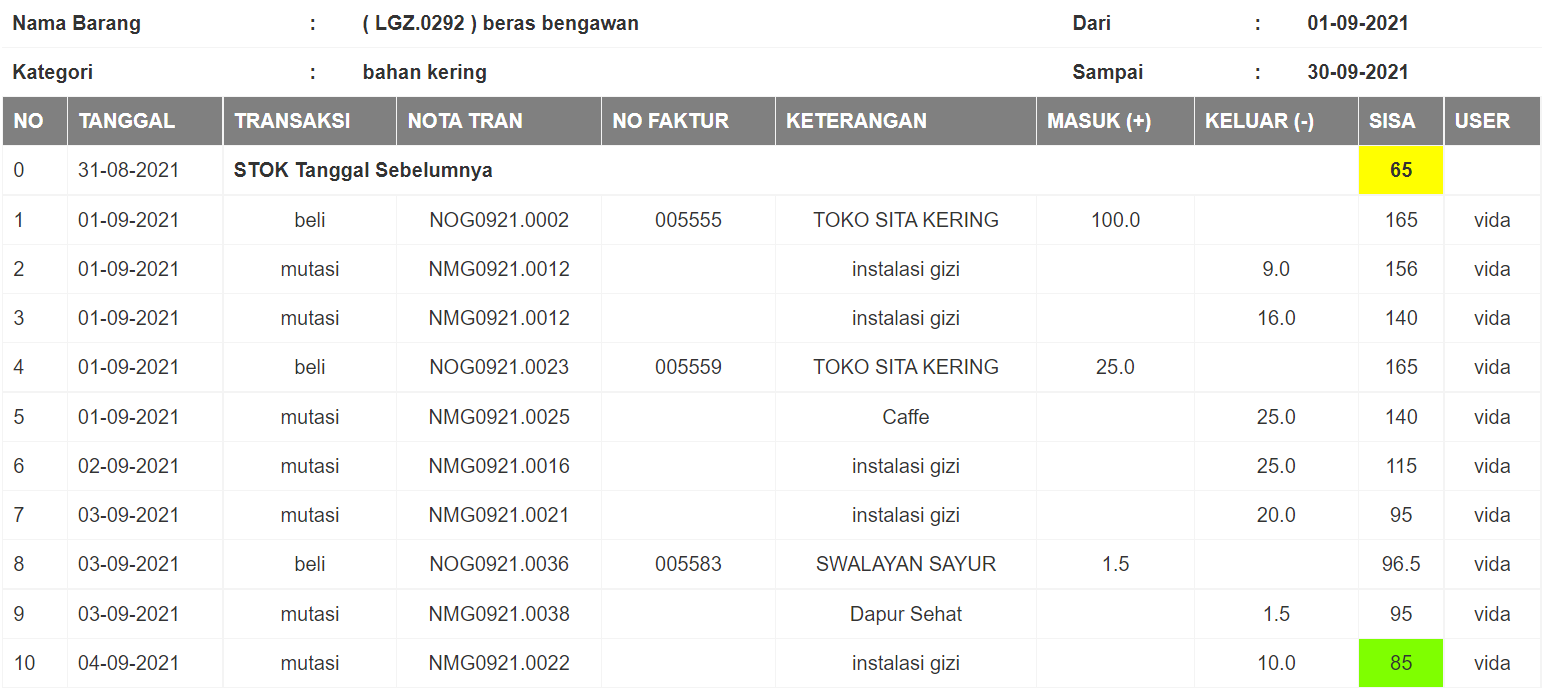 Nama Barang : ( LGZ.0292 ) beras bengawan Dari : 01-09-2021
Kategori : bahan kering Sampai : 30-09-2021
NO TANGGAL TRANSAKSI NOTA TRAN NO FAKTUR KETERANGAN MASUK (+) KELUAR (-) SISA USER
0 31-08-2021 STOK Tanggal Sebelumnya 65
1 01-09-2021 beli NOG0921.0002 005555 TOKO SITA KERING 100.0 165 vida
2 01-09-2021 mutasi NMG0921.0012 instalasi gizi 9.0 156 vida
3 01-09-2021 mutasi NMG0921.0012 instalasi gizi 16.0 140 vida
4 01-09-2021 beli NOG0921.0023 005559 TOKO SITA KERING 25.0 165 vida
5 01-09-2021 mutasi NMG0921.0025 Caffe 25.0 140 vida
6 02-09-2021 mutasi NMG0921.0016 instalasi gizi 25.0 115 vida
7 03-09-2021 mutasi NMG0921.0021 instalasi gizi 20.0 95 vida
8 03-09-2021 beli NOG0921.0036 005583 SWALAYAN SAYUR 1.5 96.5 vida
9 03-09-2021 mutasi NMG0921.0038 Dapur Sehat 1.5 95 vida
10 04-09-2021 mutasi NMG0921.0022 instalasi gizi 10.0 85 vida